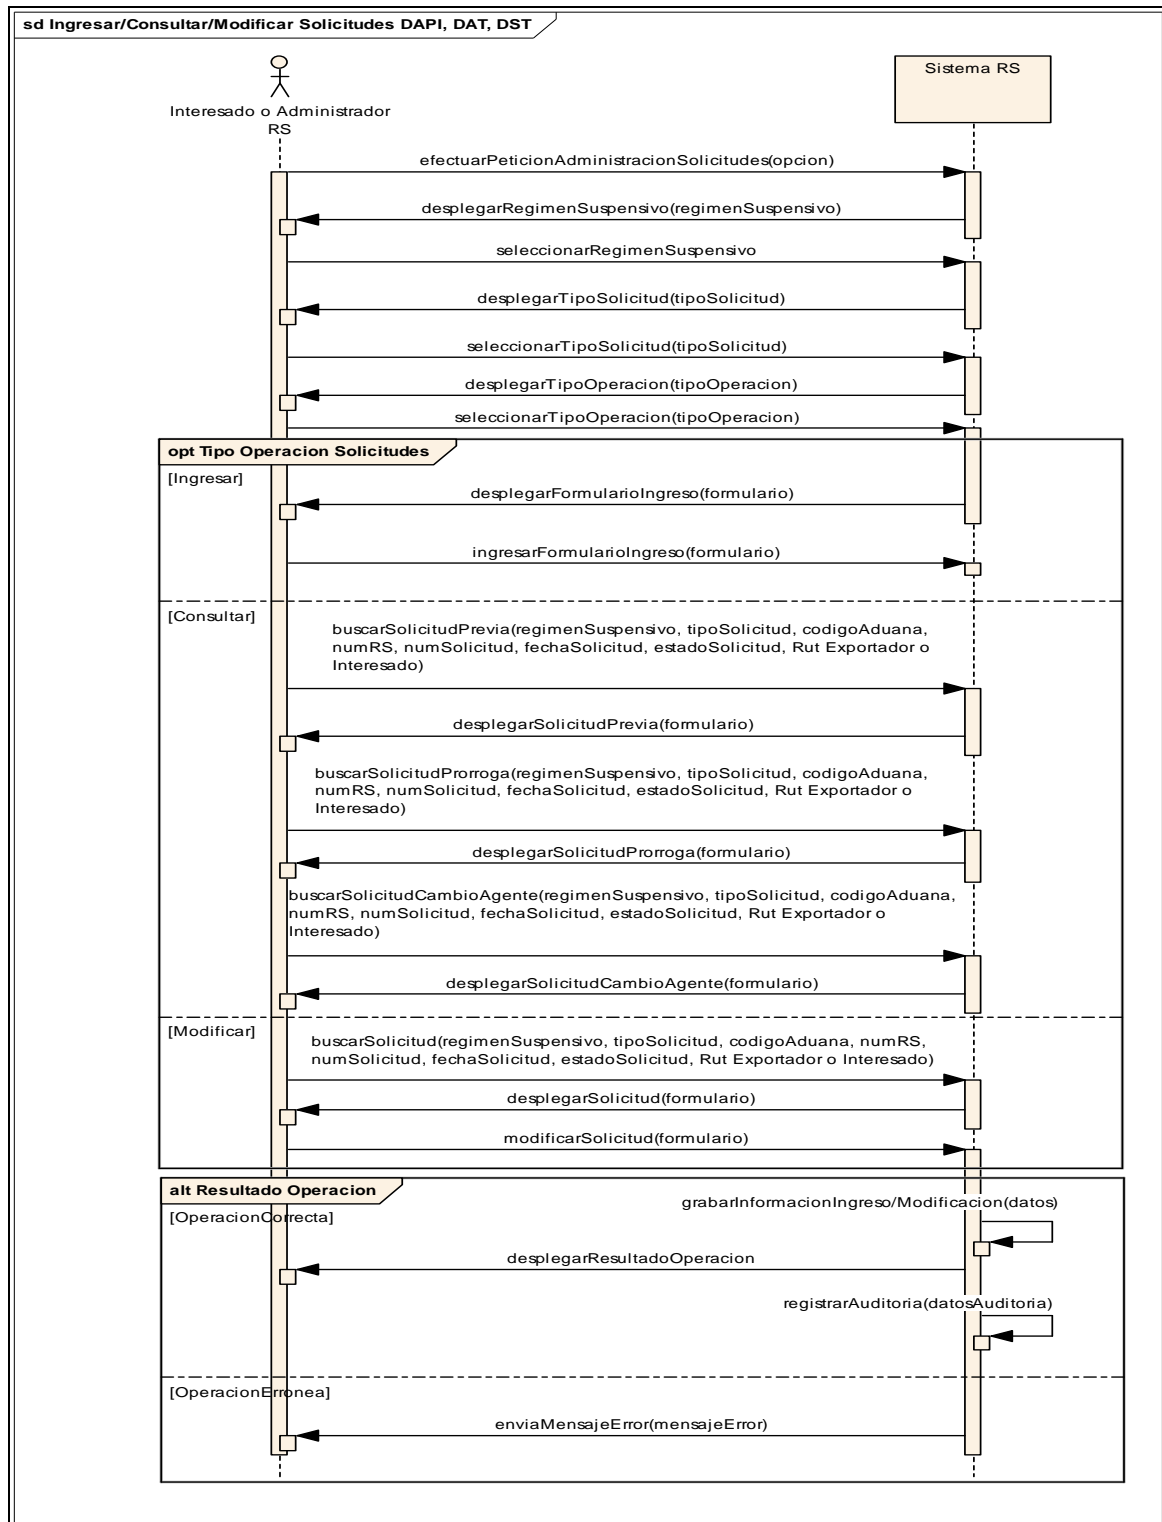 sd Ingresar/Consultar/Modificar Solicitudes DAPI, DAT, DST
Interesado o Administrador
RS
Sistema RS
efectuarPeticionAdministracionSolicitudes(opcion)
desplegarRegimenSuspensivo(regimenSuspensivo)
seleccionarRegimenSuspensivo
desplegarTipoSolicitud(tipoSolicitud)
seleccionarTipoSolicitud(tipoSolicitud)
desplegarTipoOperacion(tipoOperacion)
seleccionarTipoOperacion(tipoOperacion)
opt Tipo Operacion Solicitudes
[Ingresar]
desplegarFormularioIngreso(formulario)
ingresarFormularioIngreso(formulario)
[Consultar]
buscarSolicitudPrevia(regimenSuspensivo, tipoSolicitud, codigoAduana,
numRS, numSolicitud, fechaSolicitud, estadoSolicitud, Rut Exportador o
Interesado)
desplegarSolicitudPrevia(formulario)
buscarSolicitudProrroga(regimenSuspensivo, tipoSolicitud, codigoAduana,
numRS, numSolicitud, fechaSolicitud, estadoSolicitud, Rut Exportador o
Interesado)
desplegarSolicitudProrroga(formulario)
buscarSolicitudCambioAgente(regimenSuspensivo, tipoSolicitud, codigoAduana,
numRS, numSolicitud, fechaSolicitud, estadoSolicitud, Rut Exportador o
Interesado)
desplegarSolicitudCambioAgente(formulario)
[Modificar]
buscarSolicitud(regimenSuspensivo, tipoSolicitud, codigoAduana, numRS,
numSolicitud, fechaSolicitud, estadoSolicitud, Rut Exportador o Interesado)
desplegarSolicitud(formulario)
modificarSolicitud(formulario)
alt Resultado Operacion
grabarInformacionIngreso/Modificacion(datos)
[OperacionCorrecta]
desplegarResultadoOperacion
registrarAuditoria(datosAuditoria)
[OperacionErronea]
enviaMensajeError(mensajeError)